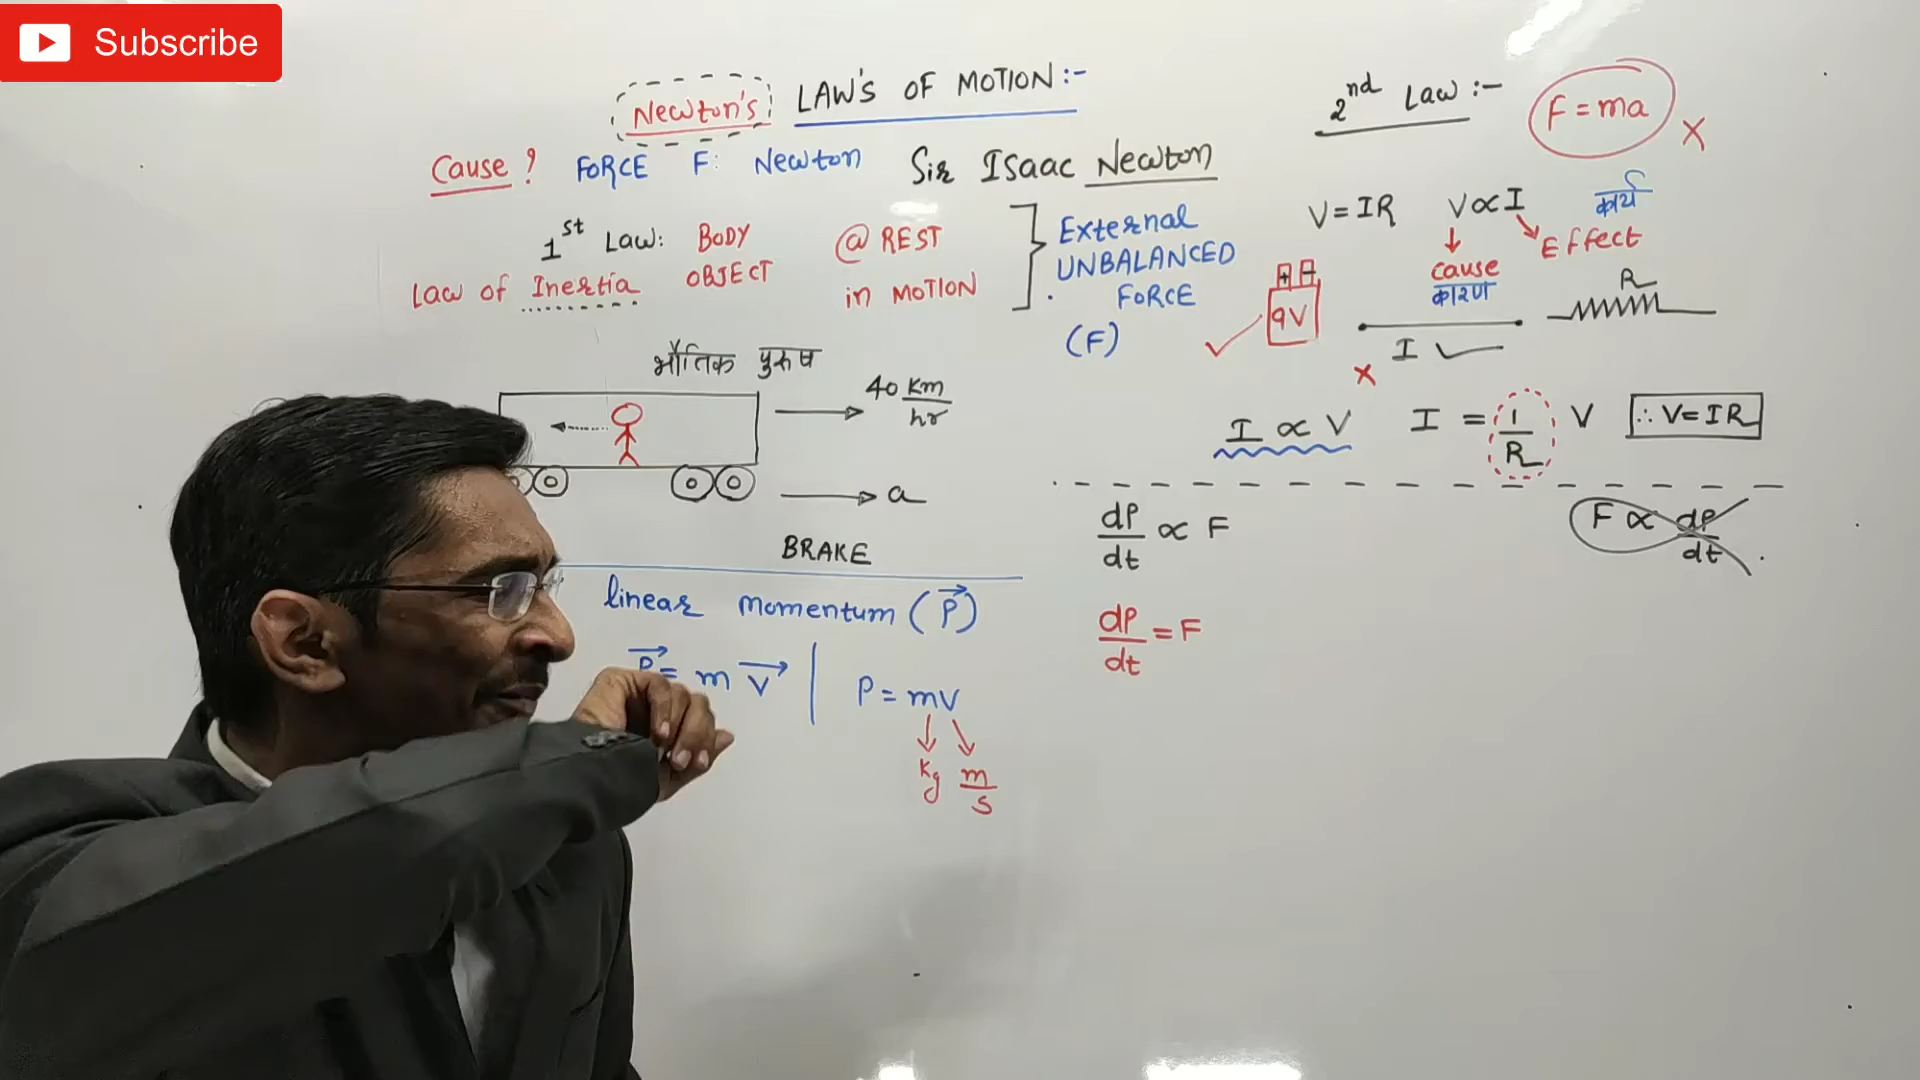 Subscribe
Newton's LAW'S OF MOTION:-
Cause? FORCE F: Newton Sir Isaac Newton
1st Law: BODY @ REST
Law of Inertia OBJECT in MOTION
External
UNBALANCED
FORCE
(F)
भौतिक पुरुष
40 Km/hr
a
BRAKE
linear momentum (P⃗)
P⃗ = m v⃗ | P = mv
Kg m/s
2nd Law:- F = ma X
V = IR V ∝ I कार्य
Effect
Cause
कारण
+ -
9V
R
I
X
I ∝ V I = 1/R V ∴ V = IR
dP/dt ∝ F F ∝ dP/dt
dP/dt = F